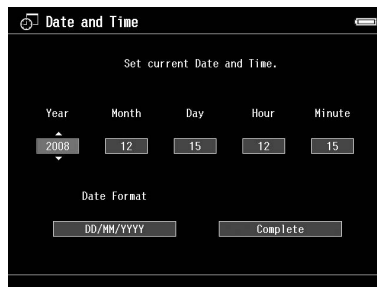 Date and Time
Set current Date and Time.
Year Month Day Hour Minute
2008 12 15 12 15
Date Format
DD/MM/YYYY Complete